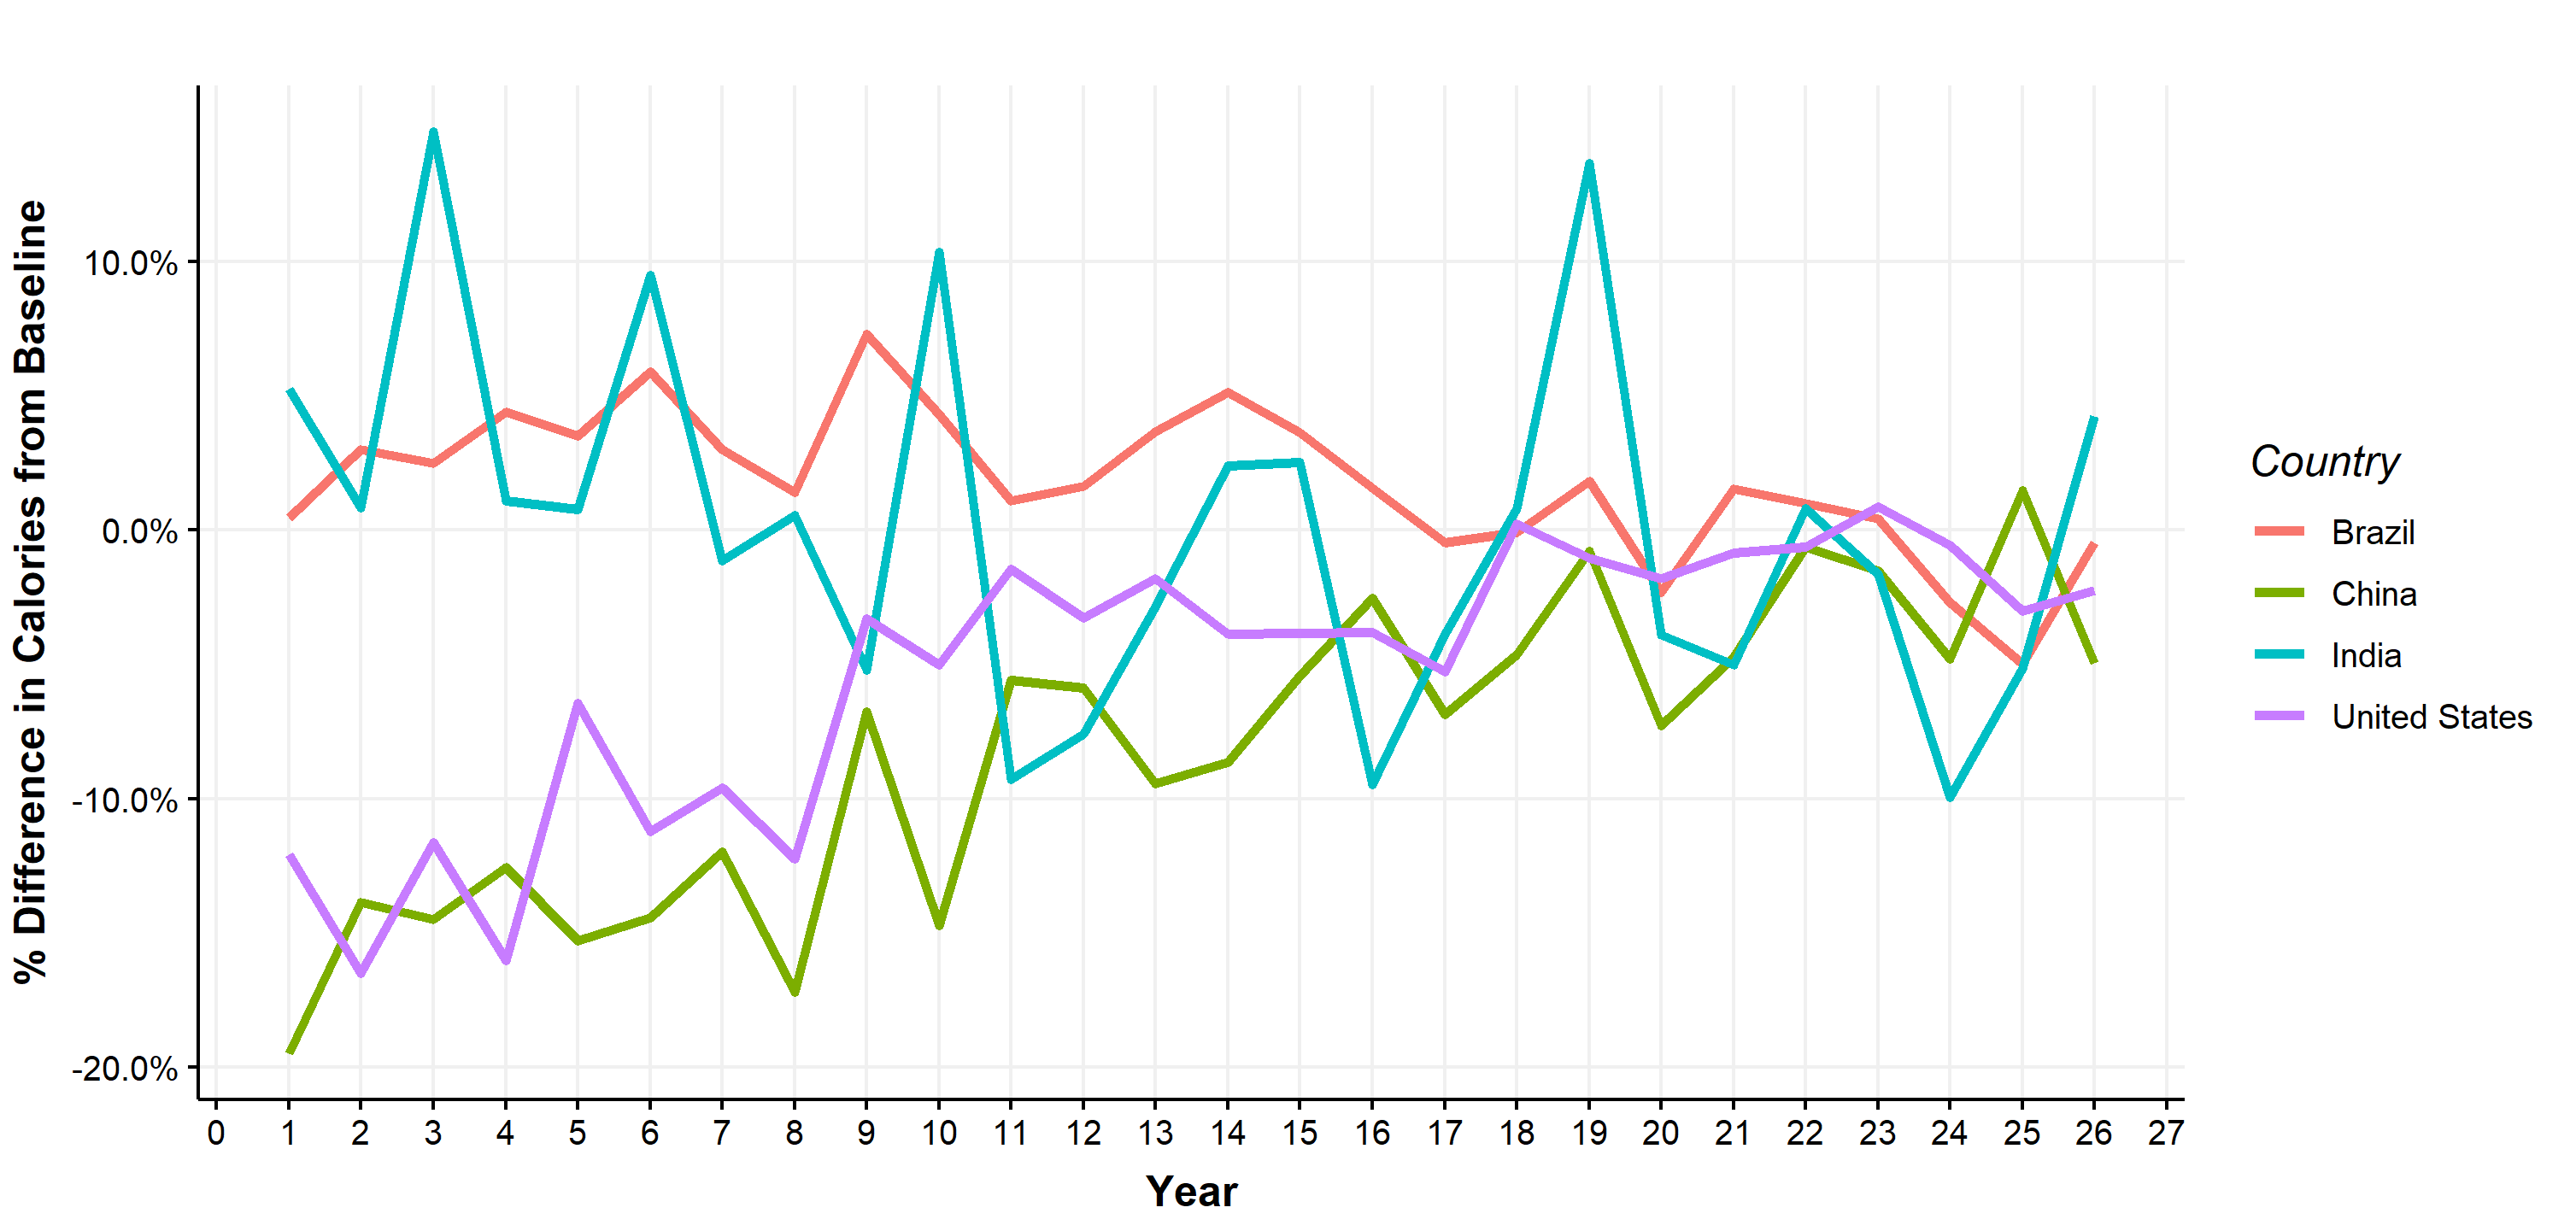 % Difference in Calories from Baseline
10.0%
0.0%
-10.0%
-20.0%
0 1 2 3 4 5 6 7 8 9 10 11 12 13 14 15 16 17 18 19 20 21 22 23 24 25 26 27
Year
Country
Brazil
China
India
United States